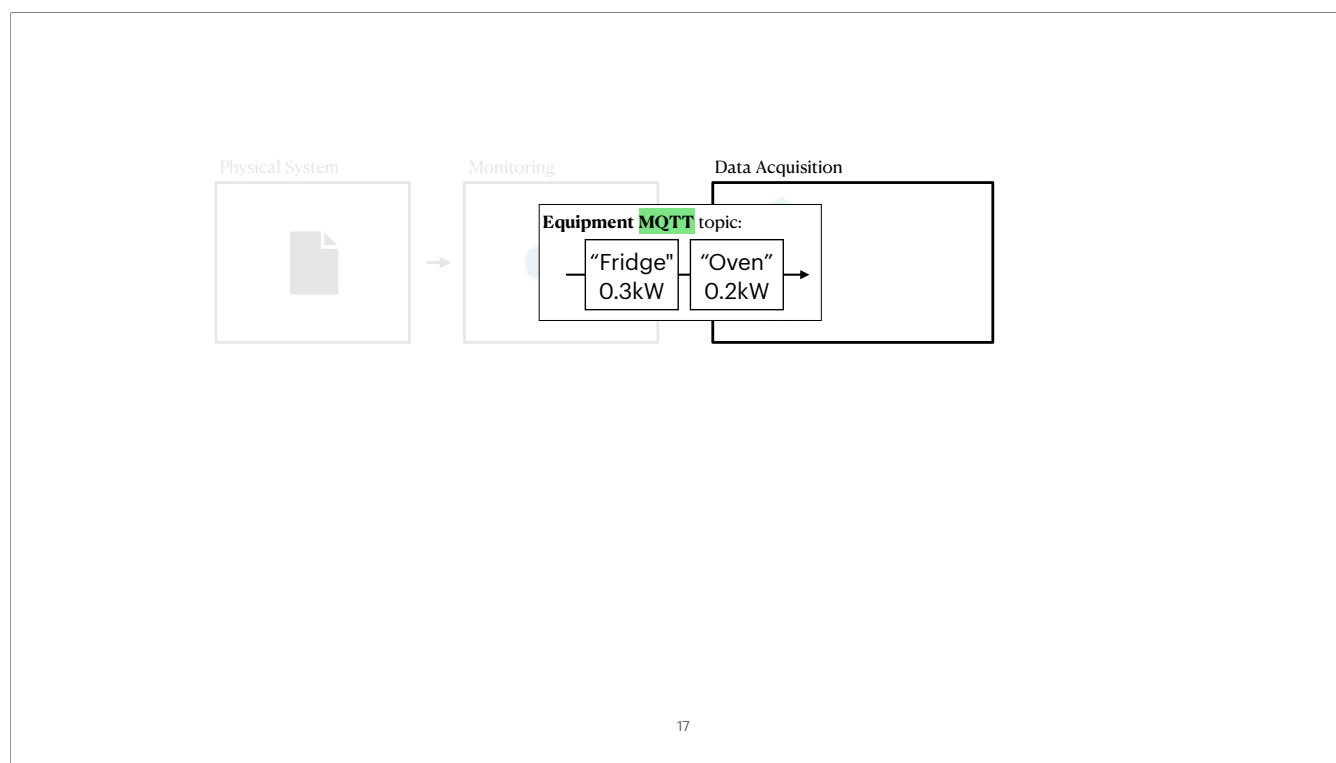 Physical System
Monitoring
Data Acquisition
Equipment MQTT topic:
“Fridge"
0.3kW
“Oven”
0.2kW
17